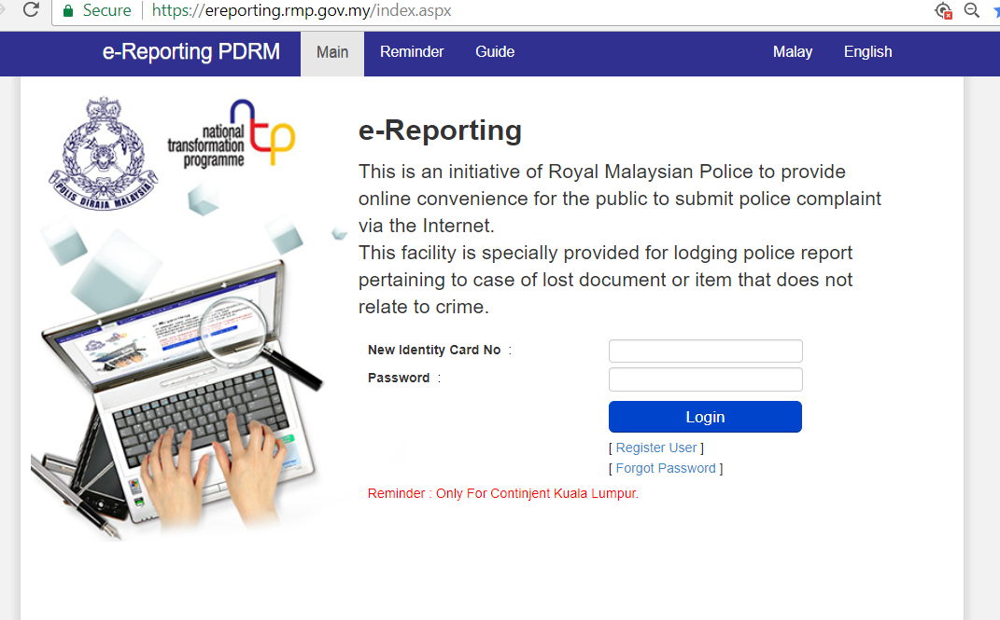 Secure https://ereporting.rmp.gov.my/index.aspx
e-Reporting PDRM Main Reminder Guide Malay English
POLIS DIRAJA MALAYSIA
national
transformation
programme
ntp
e-Reporting
This is an initiative of Royal Malaysian Police to provide
online convenience for the public to submit police complaint
via the Internet.
This facility is specially provided for lodging police report
pertaining to case of lost document or item that does not
relate to crime.
New Identity Card No :
Password :
Login
[ Register User ]
[ Forgot Password ]
Reminder : Only For Continjent Kuala Lumpur.